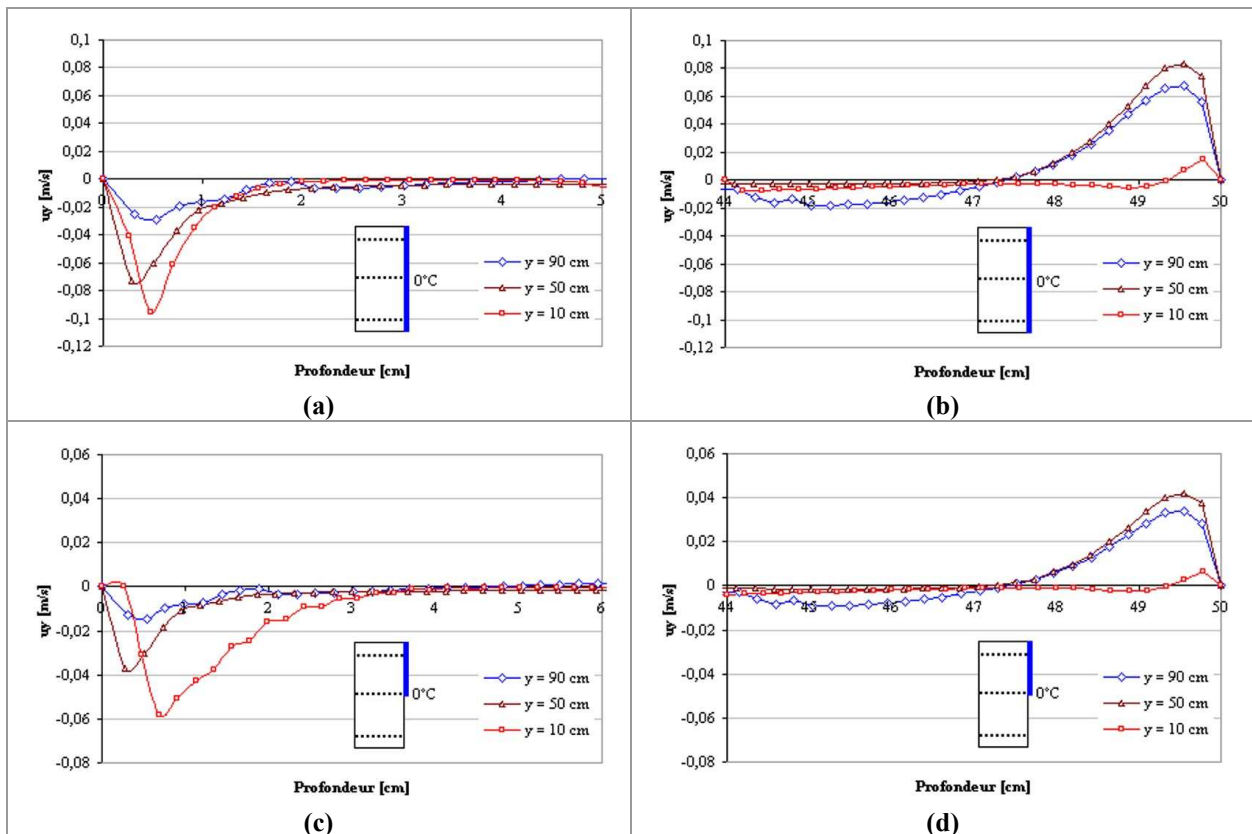 0,1
0,08
0,06
0,04
0,02
0
-0,02
-0,04
-0,06
-0,08
-0,1
-0,12
uy [m/s]
0 1 2 3 4 5
0°C
y = 90 cm
y = 50 cm
y = 10 cm
Profondeur [cm]
(a)
0,1
0,08
0,06
0,04
0,02
0
-0,02
-0,04
-0,06
-0,08
-0,1
-0,12
uy [m/s]
44 45 46 47 48 49 50
0°C
y = 90 cm
y = 50 cm
y = 10 cm
Profondeur [cm]
(b)
0,06
0,04
0,02
0
-0,02
-0,04
-0,06
-0,08
uy [m/s]
0 1 2 3 4 5 6
0°C
y = 90 cm
y = 50 cm
y = 10 cm
Profondeur [cm]
(c)
0,06
0,04
0,02
0
-0,02
-0,04
-0,06
-0,08
uy [m/s]
44 45 46 47 48 49 50
0°C
y = 90 cm
y = 50 cm
y = 10 cm
Profondeur [cm]
(d)